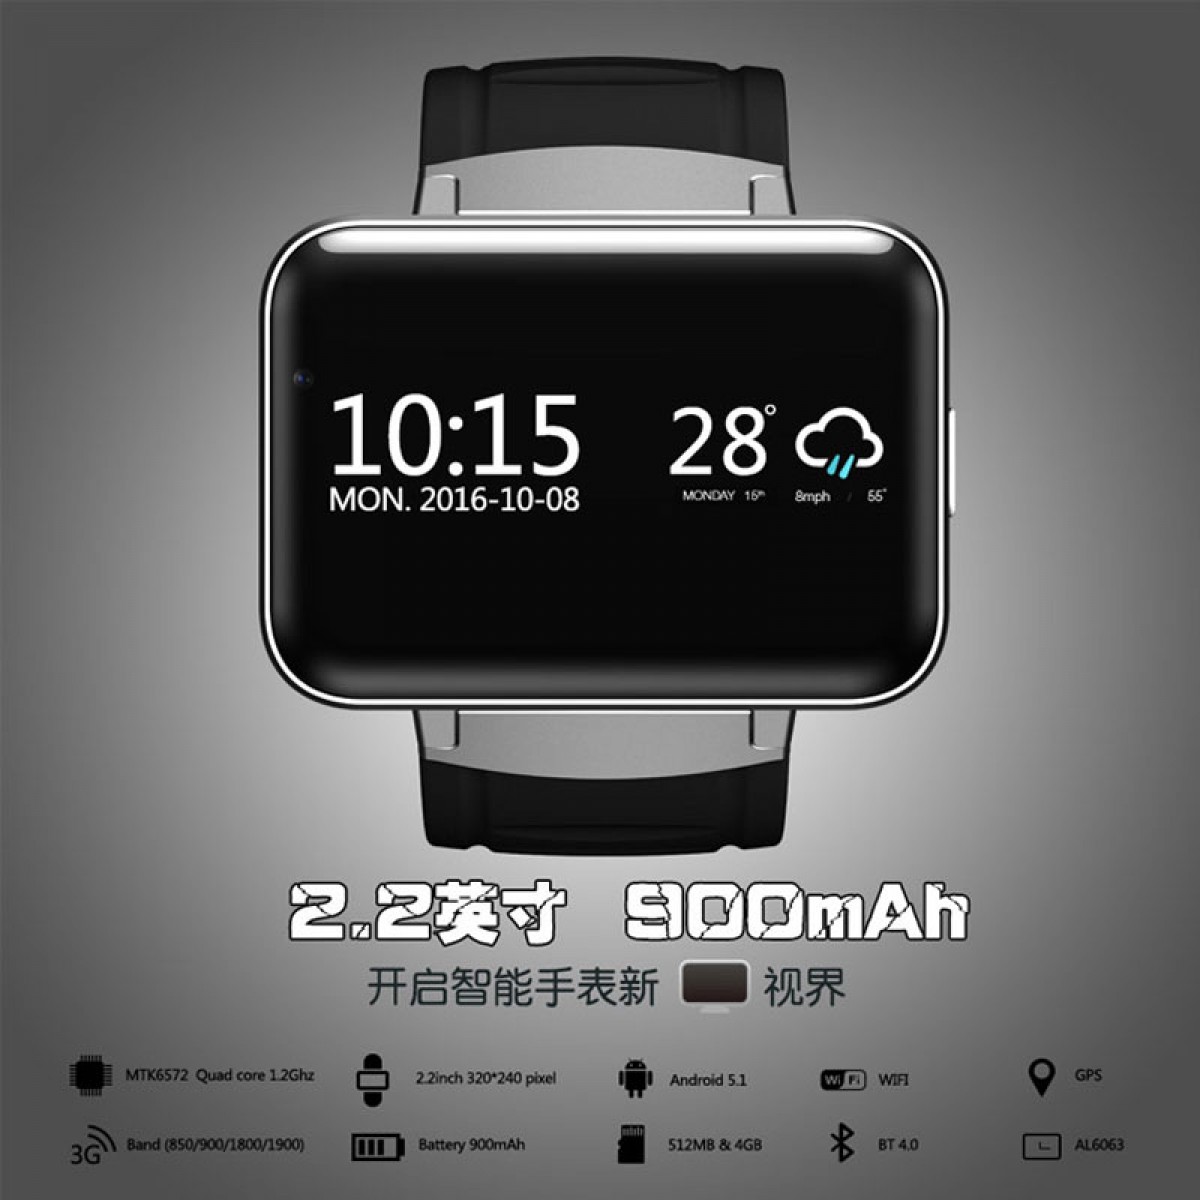 10:15
MON. 2016-10-08
28°
MONDAY 15th 8mph / 55°
2.2英寸 900mAh
开启智能手表新 视界
MTK6572 Quad core 1.2Ghz
2.2inch 320*240 pixel
Android 5.1
Wi Fi WIFI
GPS
3G Band (850/900/1800/1900)
Battery 900mAh
512MB & 4GB
BT 4.0
AL6063